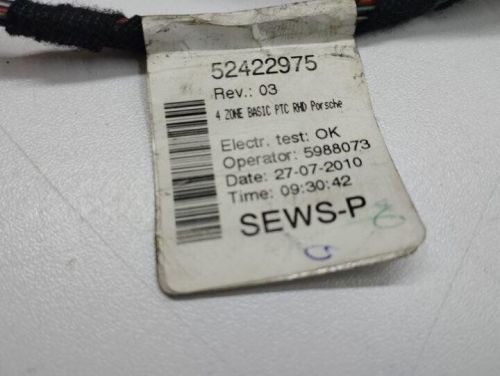 52422975
Rev.: 03
4 ZONE BASIC PTC RHD Porsche
Electr. test: OK
Operator: 5988073
Date: 27-07-2010
Time: 09:30:42
SEWS-P